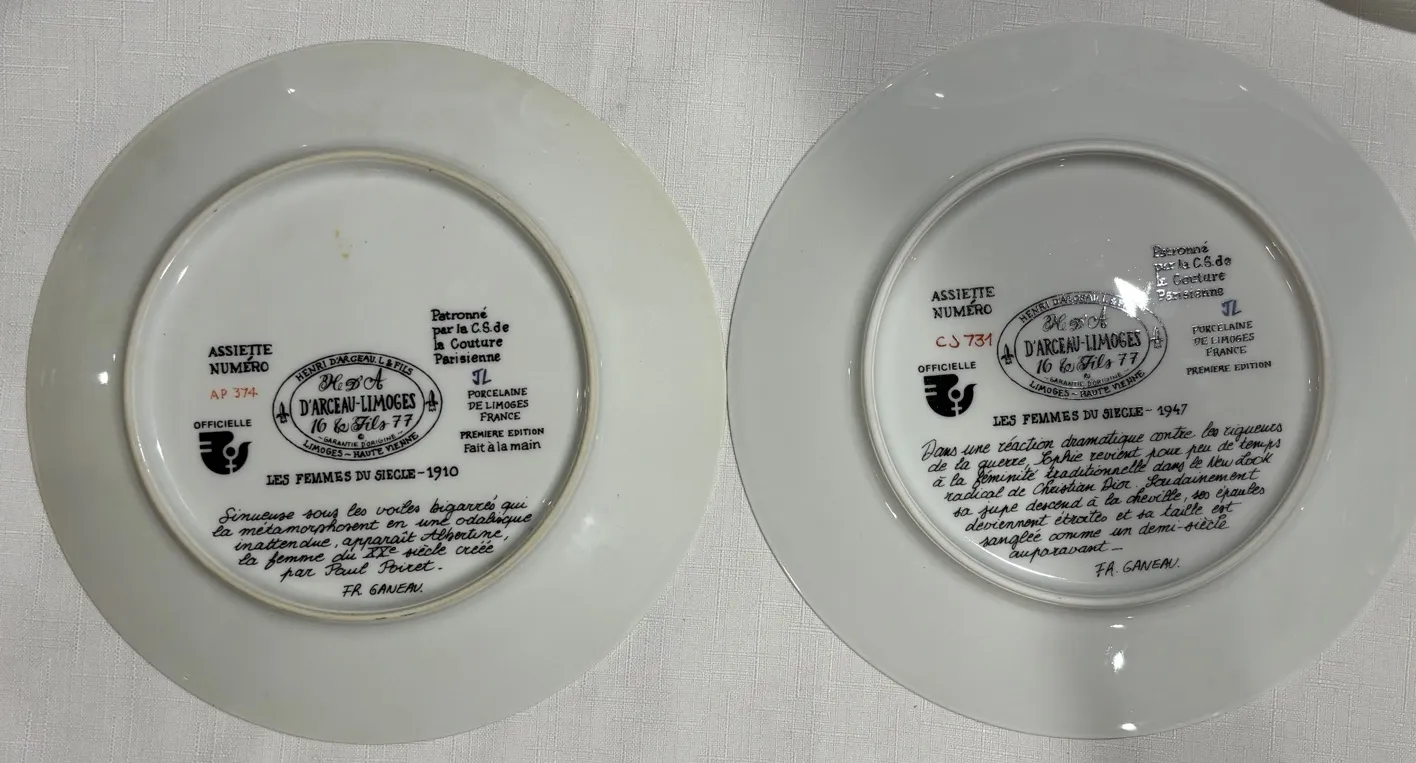 ASSIETTE
NUMÉRO
AP 374
OFFICIELLE
HENRI D'ARCEAU. L & FILS
H D'A
D'ARCEAU-LIMOGES
16 & Fils 77
©
GARANTIE D'ORIGINE
LIMOGES - HAUTE VIENNE
Patronné
par la C.S. de
la Couture
Parisienne
JL
PORCELAINE
DE LIMOGES
FRANCE
PREMIERE EDITION
Fait à la main
LES FEMMES DU SIECLE - 1910
Sinueuse sous les voiles bigarrés qui
la métamorphosent en une odalisque
inattendue, apparaît Albertine,
la femme du XXe siècle créée
par Paul Poiret.
FR. GANEAU.
ASSIETTE
NUMÉRO
CJ 731
OFFICIELLE
HENRI D'ARCEAU. L & FILS
H D'A
D'ARCEAU-LIMOGES
16 & Fils 77
©
GARANTIE D'ORIGINE
LIMOGES - HAUTE VIENNE
Patronné
par la C.S. de
la Couture
Parisienne
JL
PORCELAINE
DE LIMOGES
FRANCE
PREMIERE EDITION
LES FEMMES DU SIECLE - 1947
Dans une réaction dramatique contre les rigueurs
de la guerre, Sophie revient pour peu de temps
à la féminité traditionnelle dans le New Look
radical de Christian Dior. Soudainement
sa jupe descend à la cheville, ses épaules
deviennent étroites et sa taille est
sanglée comme un demi-siècle
auparavant —
FR. GANEAU.